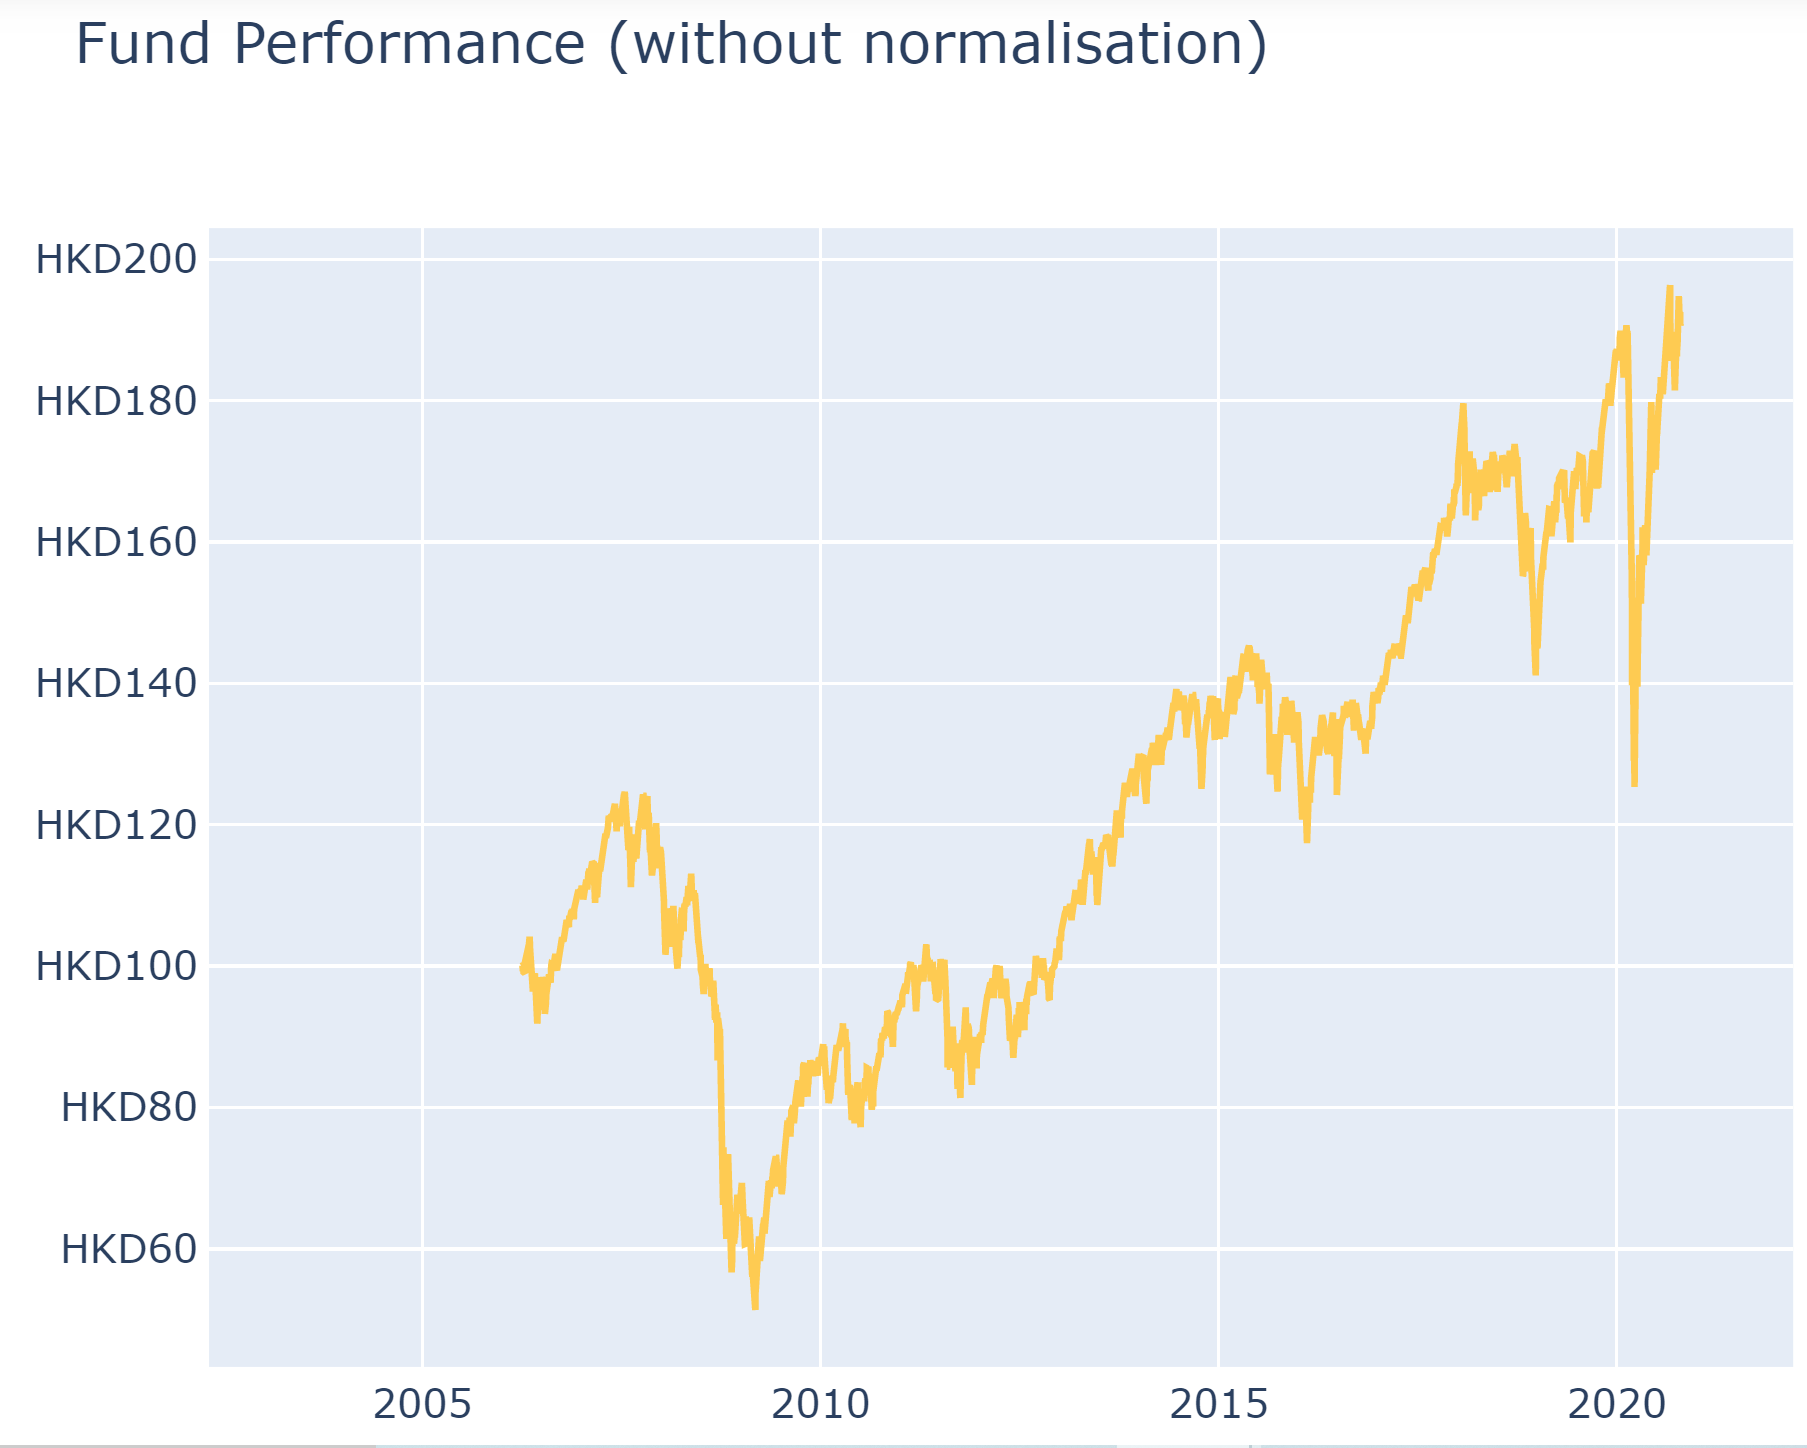 Fund Performance (without normalisation)
HKD200
HKD180
HKD160
HKD140
HKD120
HKD100
HKD80
HKD60
2005 2010 2015 2020